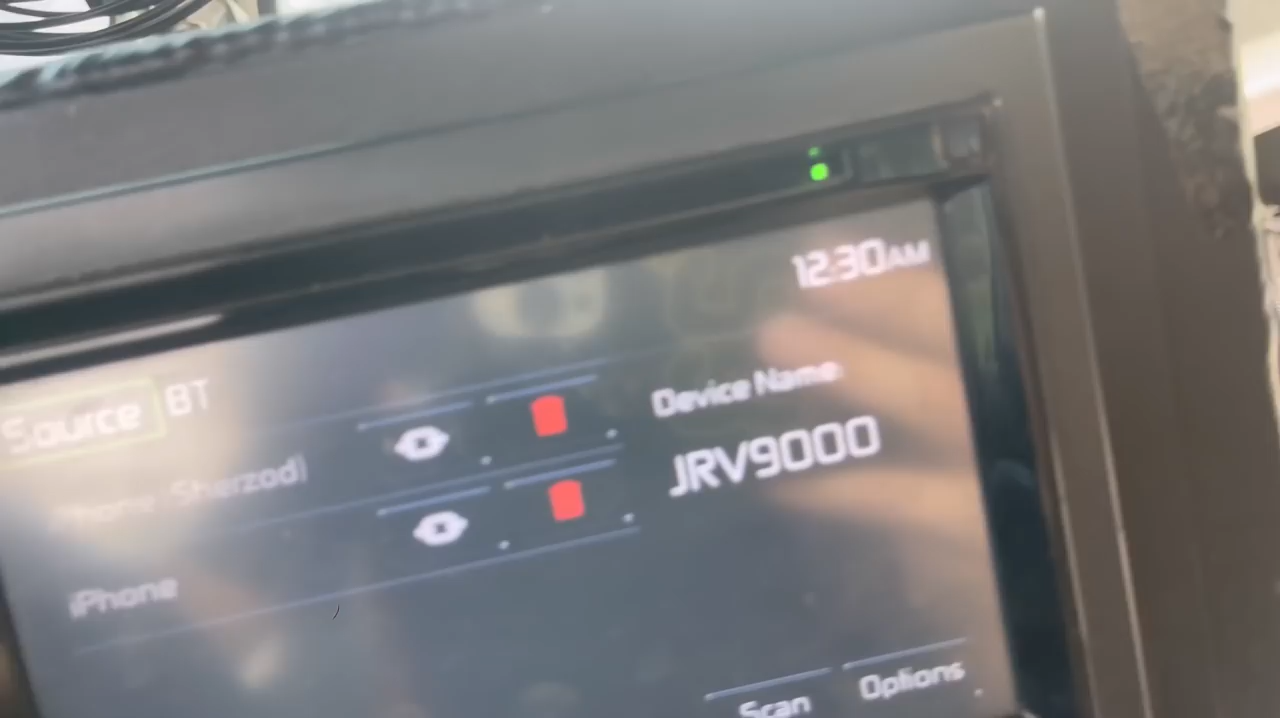 12:30AM
Source BT
Device Name
iPhone (Sherzod)
JRV9000
iPhone
Scan
Options